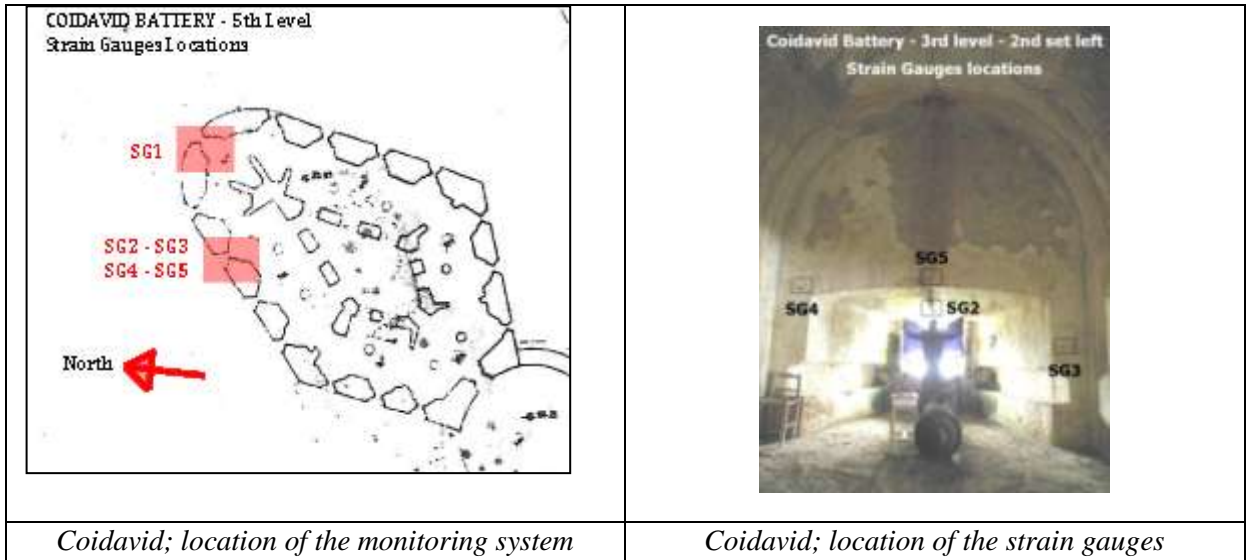 COIDAVID BATTERY - 5th Level
Strain Gauges Locations
SG1
SG2 - SG3
SG4 - SG5
North
Coidavid; location of the monitoring system
Coidavid Battery - 3rd level - 2nd set left
Strain Gauges locations
SG5
SG4
SG2
SG3
Coidavid; location of the strain gauges